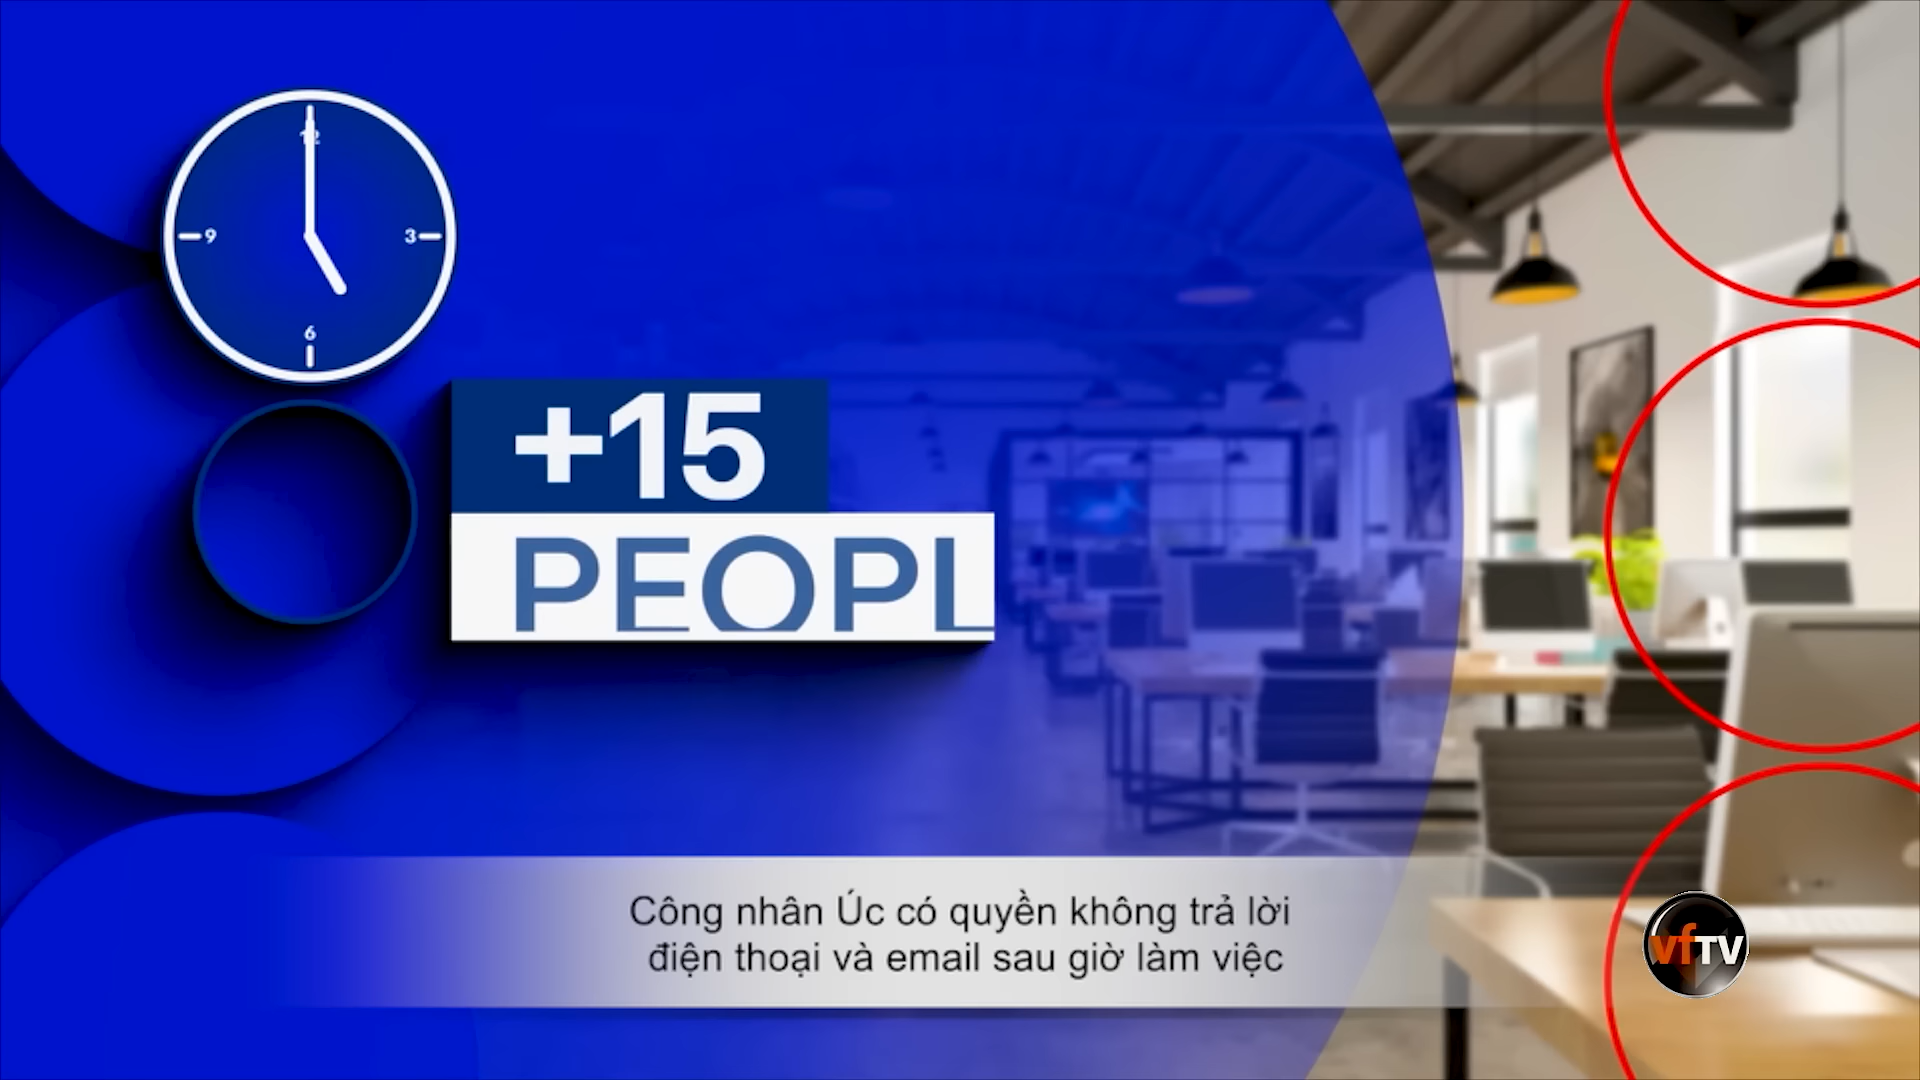 12
9
3
6
+15
PEOPL
Công nhân Úc có quyền không trả lời
điện thoại và email sau giờ làm việc
vfTV